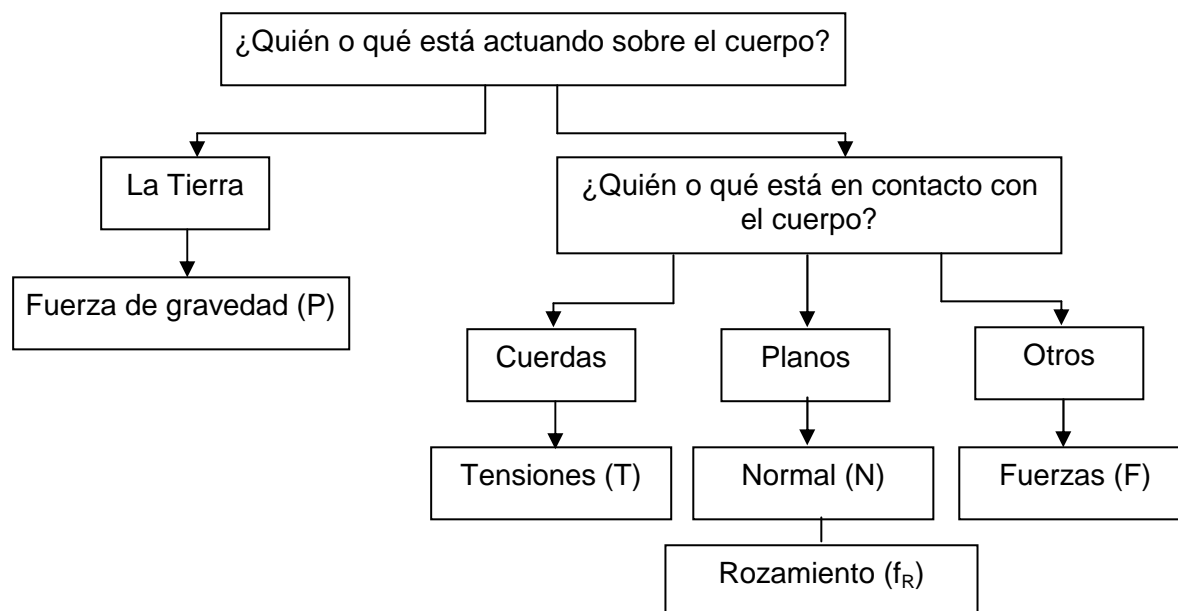 ¿Quién o qué está actuando sobre el cuerpo?
La Tierra
¿Quién o qué está en contacto con
el cuerpo?
Fuerza de gravedad (P)
Cuerdas
Planos
Otros
Tensiones (T)
Normal (N)
Fuerzas (F)
Rozamiento (fR)